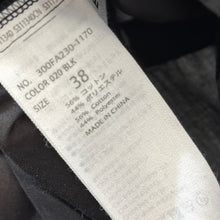 NO. 300FA230-1170
COLOR 020 BLK
SIZE 38
56% コットン
44% ポリエステル
56% Cotton
44% Polyester
MADE IN CHINA